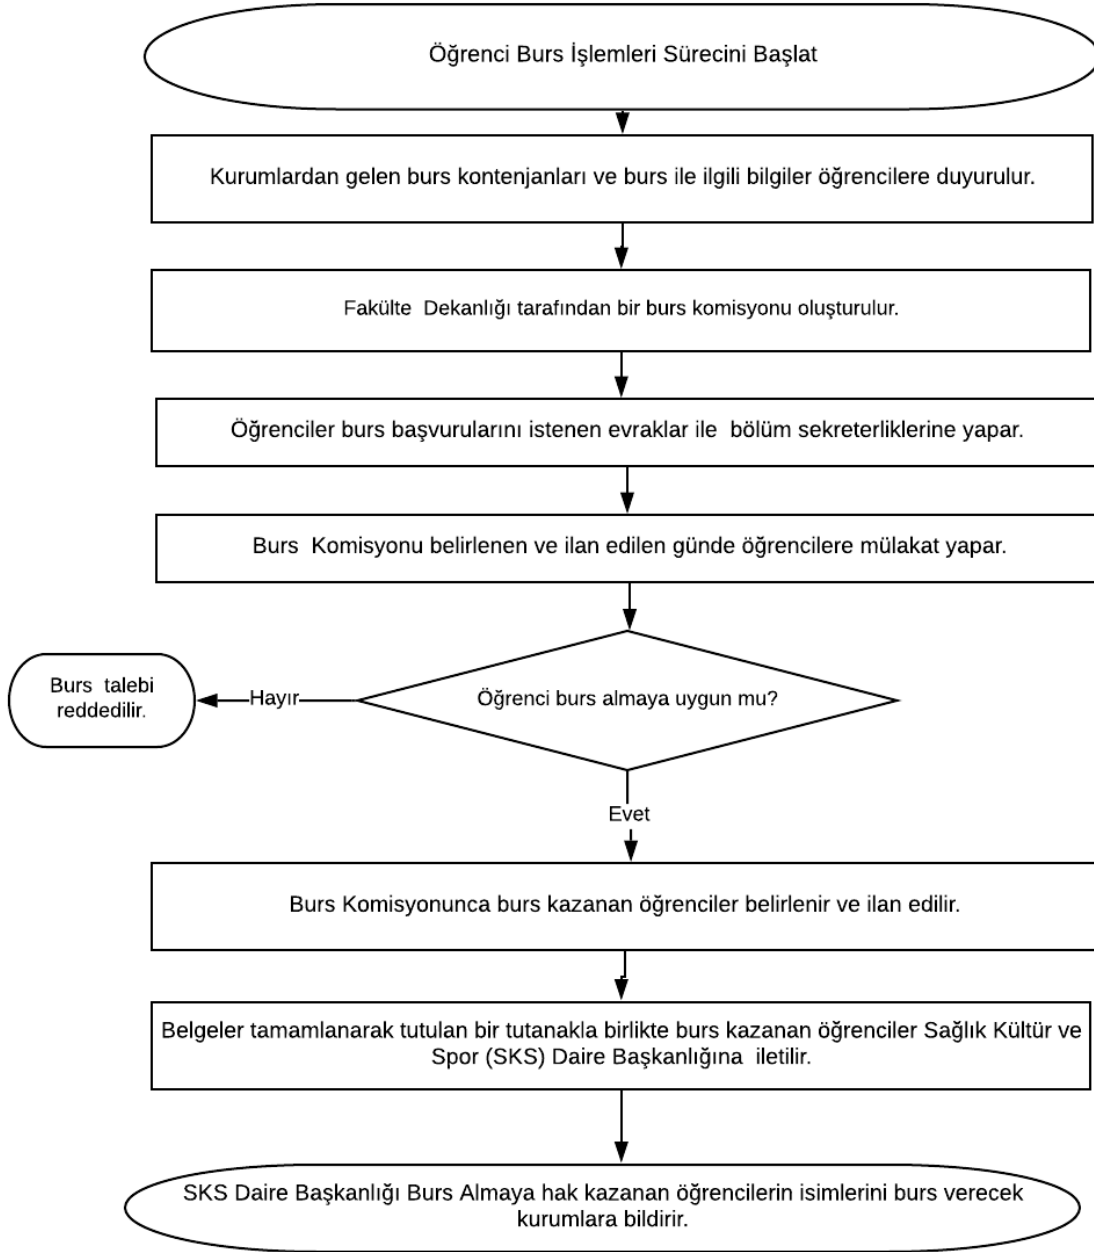 Öğrenci Burs İşlemleri Sürecini Başlat
Kurumlardan gelen burs kontenjanları ve burs ile ilgili bilgiler öğrencilere duyurulur.
Fakülte  Dekanlığı tarafından bir burs komisyonu oluşturulur.
Öğrenciler burs başvurularını istenen evraklar ile  bölüm sekreterliklerine yapar.
Burs  Komisyonu belirlenen ve ilan edilen günde öğrencilere mülakat yapar.
Öğrenci burs almaya uygun mu?
Hayır
Burs  talebi
reddedilir.
Evet
Burs Komisyonunca burs kazanan öğrenciler belirlenir ve ilan edilir.
Belgeler tamamlanarak tutulan bir tutanakla birlikte burs kazanan öğrenciler Sağlık Kültür ve
Spor (SKS) Daire Başkanlığına  iletilir.
SKS Daire Başkanlığı Burs Almaya hak kazanan öğrencilerin isimlerini burs verecek
kurumlara bildirir.